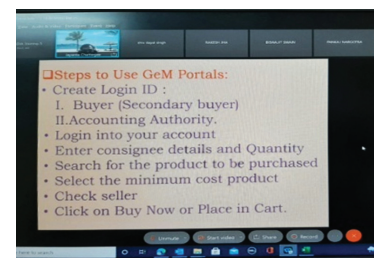 ❑Steps to Use GeM Portals:
• Create Login ID :
I. Buyer (Secondary buyer)
II.Accounting Authority.
• Login into your account
• Enter consignee details and Quantity
• Search for the product to be purchased
• Select the minimum cost product
• Check seller
• Click on Buy Now or Place in Cart.
Unmute
Start video
Share
Record